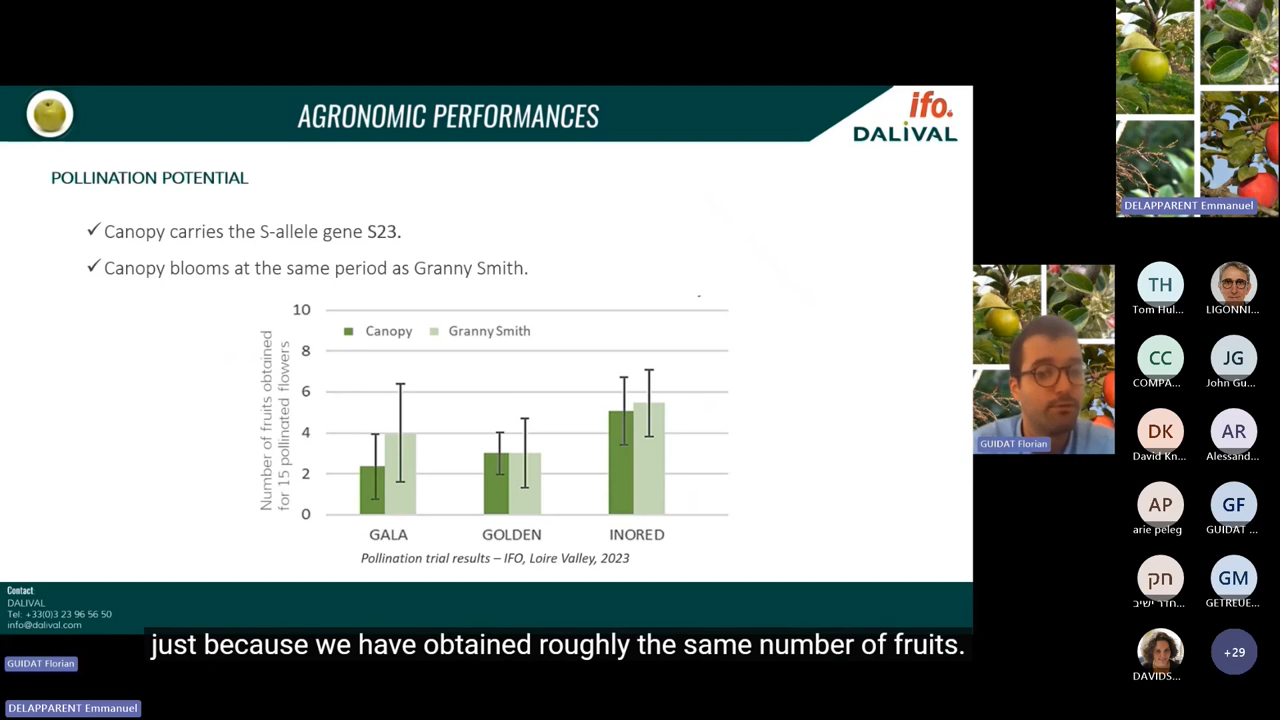 AGRONOMIC PERFORMANCES
ifo.
DALIVAL
POLLINATION POTENTIAL
✓ Canopy carries the S-allele gene S23.
✓ Canopy blooms at the same period as Granny Smith.
Number of fruits obtained
for 15 pollinated flowers
10
8
6
4
2
0
Canopy
Granny Smith
GALA
GOLDEN
INORED
Pollination trial results – IFO, Loire Valley, 2023
Contact:
DALIVAL
Tel: +33(0)3 23 96 56 50
info@dalival.com
just because we have obtained roughly the same number of fruits.
GUIDAT Florian
DELAPPARENT Emmanuel
DELAPPARENT Emmanuel
GUIDAT Florian
TH
Tom Hul...
LIGONNI...
CC
COMPA...
JG
John Gu...
DK
David Kn...
AR
Alessand...
AP
arie peleg
GF
GUIDAT ...
חק
חדר ישיב...
GM
GETREUE...
DAVIDS...
+29